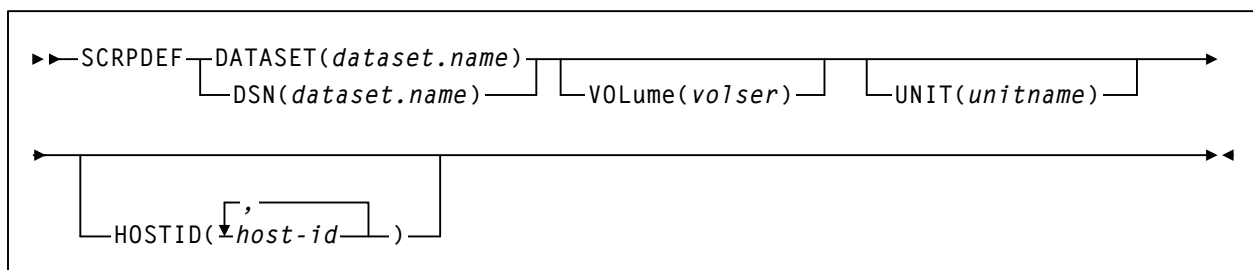 SCRPDEF DATASET(dataset.name)
DSN(dataset.name) VOLume(volser) UNIT(unitname)
,
HOSTID( host-id )